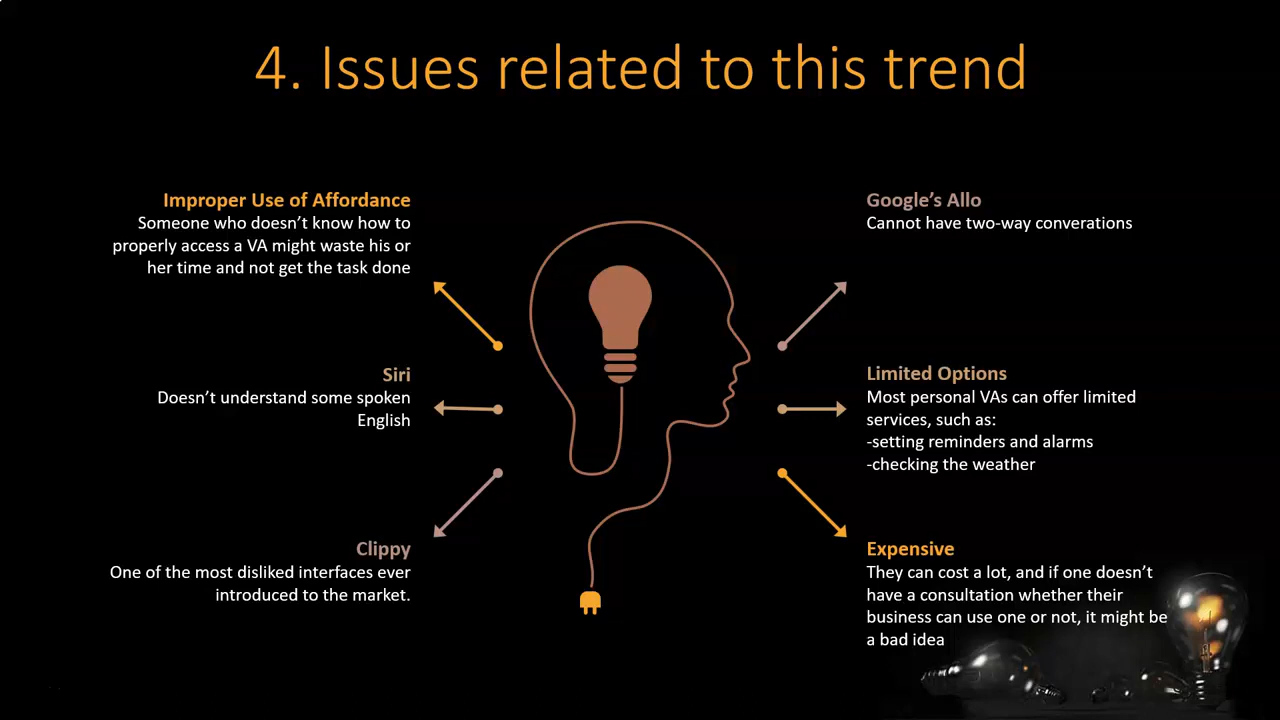 4. Issues related to this trend
Improper Use of Affordance
Someone who doesn’t know how to
properly access a VA might waste his or
her time and not get the task done
Siri
Doesn’t understand some spoken
English
Clippy
One of the most disliked interfaces ever
introduced to the market.
Google’s Allo
Cannot have two-way converations
Limited Options
Most personal VAs can offer limited
services, such as:
-setting reminders and alarms
-checking the weather
Expensive
They can cost a lot, and if one doesn’t
have a consultation whether their
business can use one or not, it might be
a bad idea